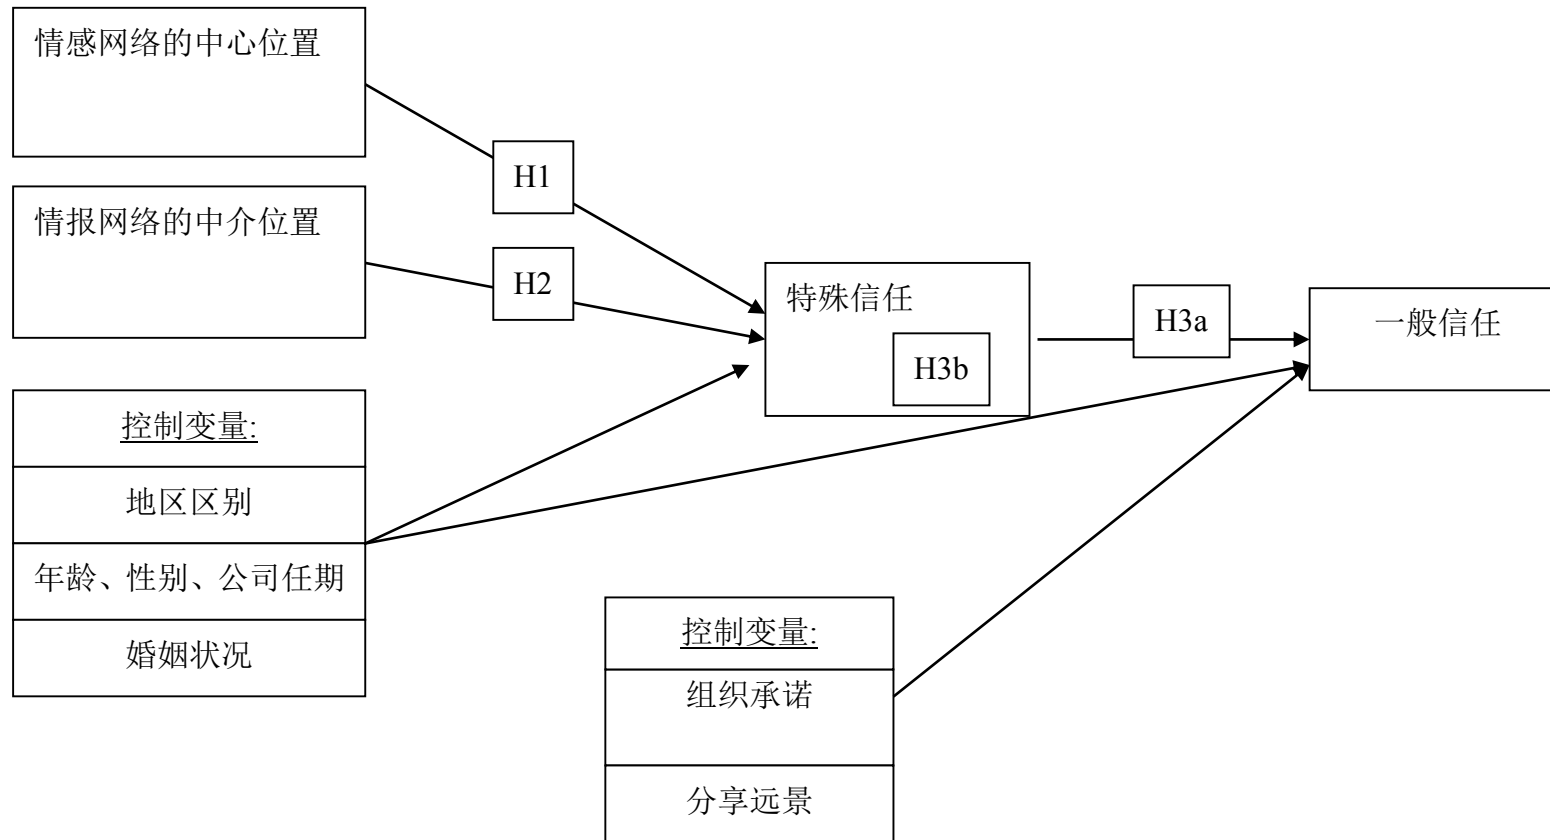 情感网络的中心位置
H1
情报网络的中介位置
H2
特殊信任
H3b
H3a
一般信任
控制变量:
地区区别
年龄、性别、公司任期
婚姻状况
控制变量:
组织承诺
分享远景